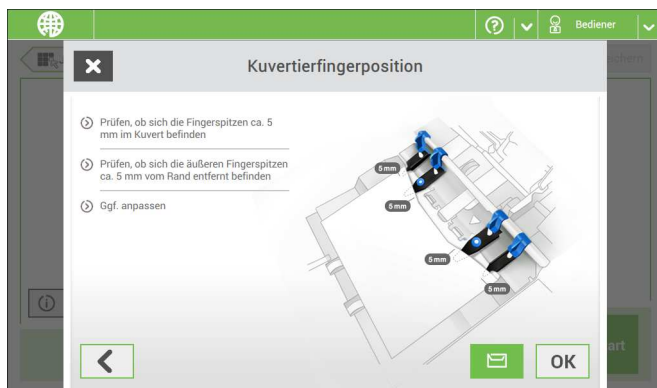 Bediener
Kuvertierfingerposition
Prüfen, ob sich die Fingerspitzen ca. 5
mm im Kuvert befinden
Prüfen, ob sich die äußeren Fingerspitzen
ca. 5 mm vom Rand entfernt befinden
Ggf. anpassen
5 mm
5 mm
5 mm
5 mm
OK